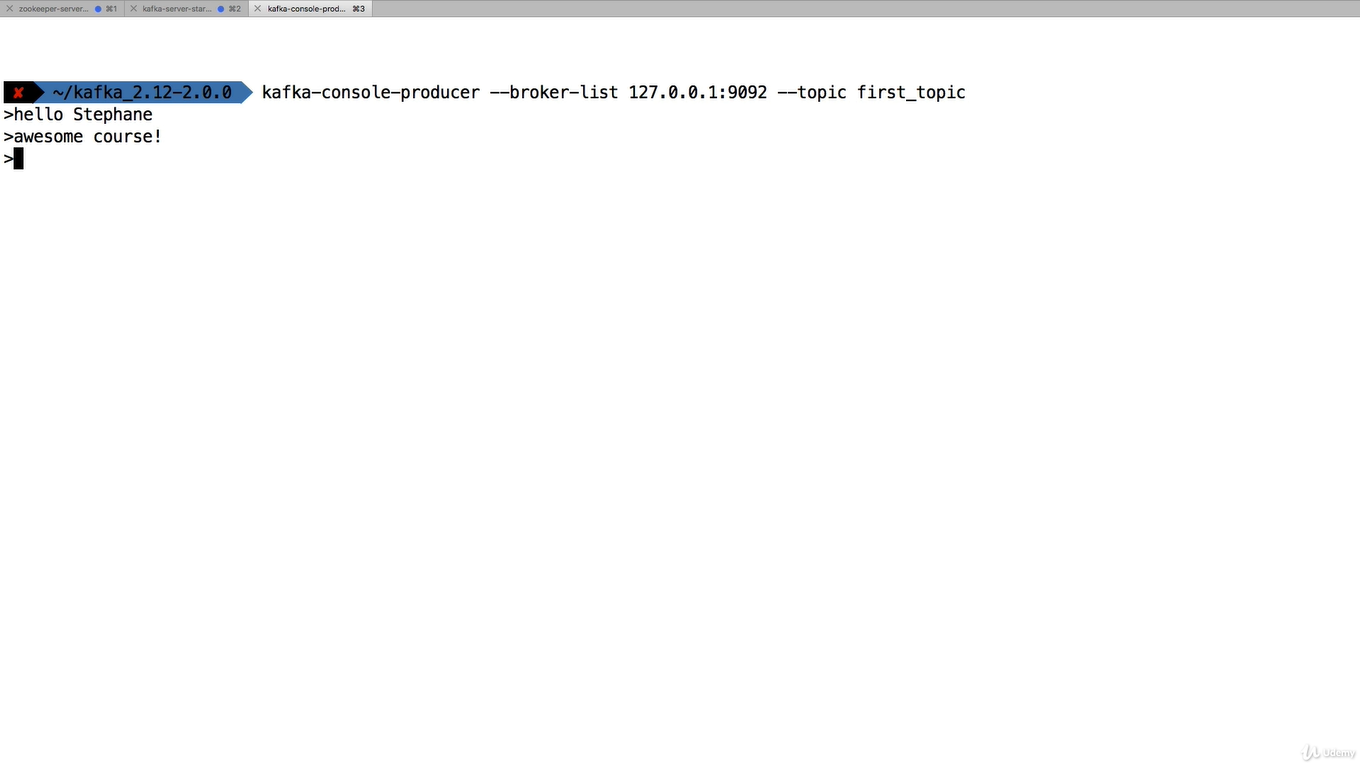 zookeeper-server... ⌘1 kafka-server-star... ⌘2 kafka-console-prod... ⌘3
✘ ~/kafka_2.12-2.0.0 kafka-console-producer --broker-list 127.0.0.1:9092 --topic first_topic
>hello Stephane
>awesome course!
>
Udemy